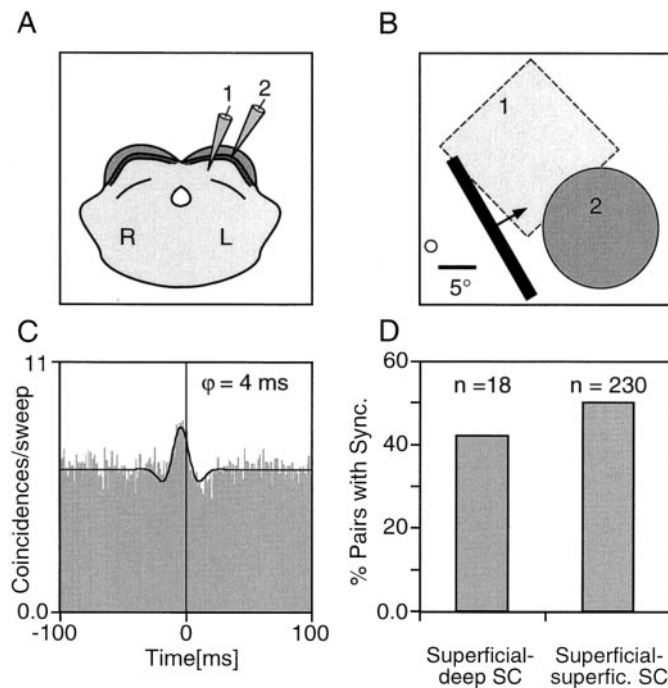 A
1
2
R
L
B
1
2
5°
C
11
φ = 4 ms
Coincidences/sweep
0.0
-100
0
100
Time[ms]
D
60
n =18
n = 230
40
% Pairs with Sync.
20
0.0
Superficial-
deep SC
Superficial-
superfic. SC